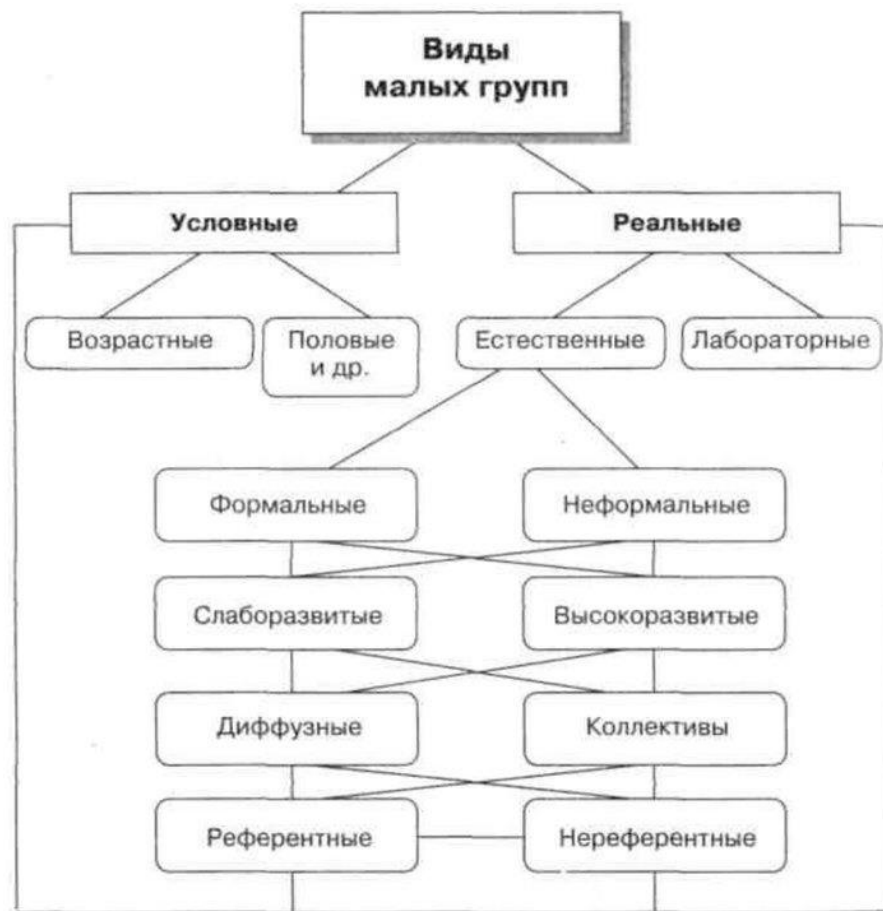 Виды
малых групп
Условные
Реальные
Возрастные
Половые
и др.
Естественные
Лабораторные
Формальные
Неформальные
Слаборазвитые
Высокоразвитые
Диффузные
Коллективы
Референтные
Нереферентные